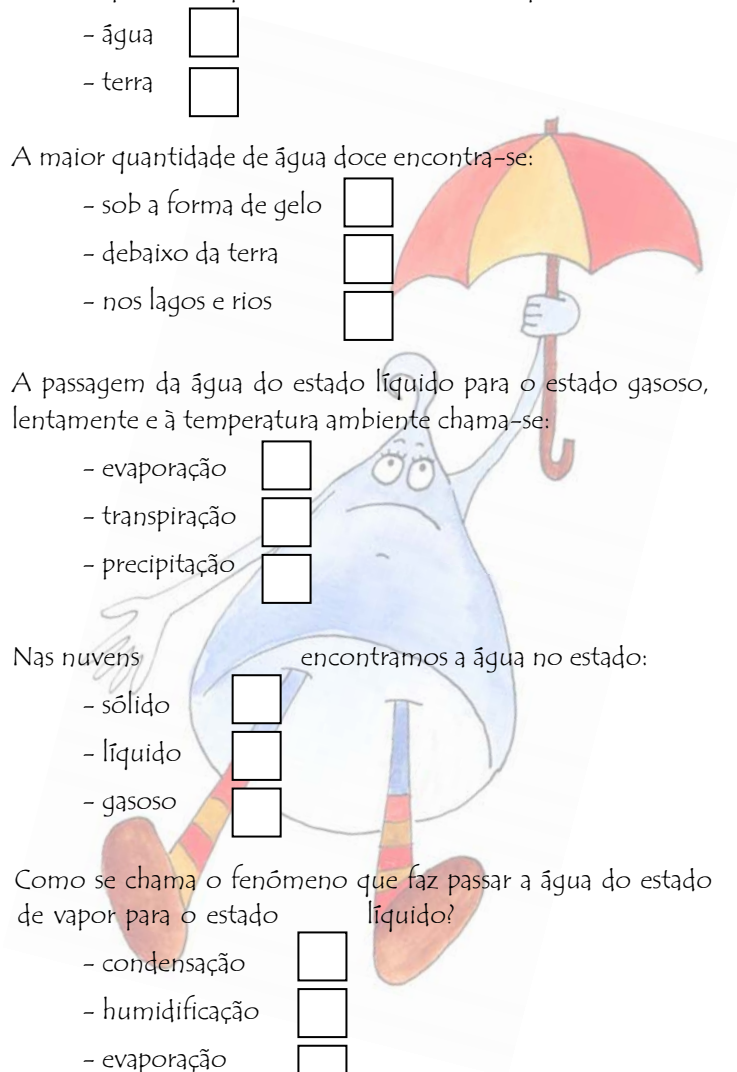 - água
- terra
A maior quantidade de água doce encontra-se:
- sob a forma de gelo
- debaixo da terra
- nos lagos e rios
A passagem da água do estado líquido para o estado gasoso,
lentamente e à temperatura ambiente chama-se:
- evaporação
- transpiração
- precipitação
Nas nuvens encontramos a água no estado:
- sólido
- líquido
- gasoso
Como se chama o fenómeno que faz passar a água do estado
de vapor para o estado líquido?
- condensação
- humidificação
- evaporação